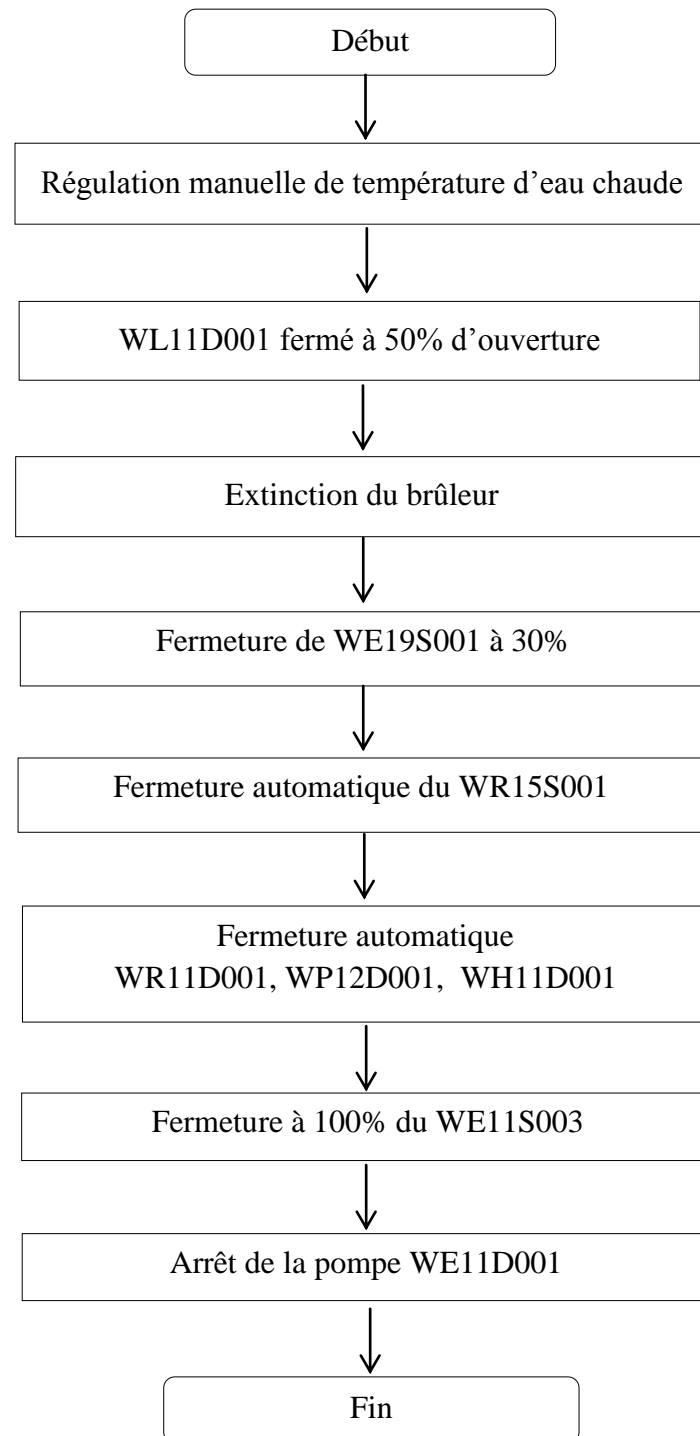 Début
Régulation manuelle de température d’eau chaude
WL11D001 fermé à 50% d’ouverture
Extinction du brûleur
Fermeture de WE19S001 à 30%
Fermeture automatique du WR15S001
Fermeture automatique
WR11D001, WP12D001, WH11D001
Fermeture à 100% du WE11S003
Arrêt de la pompe WE11D001
Fin